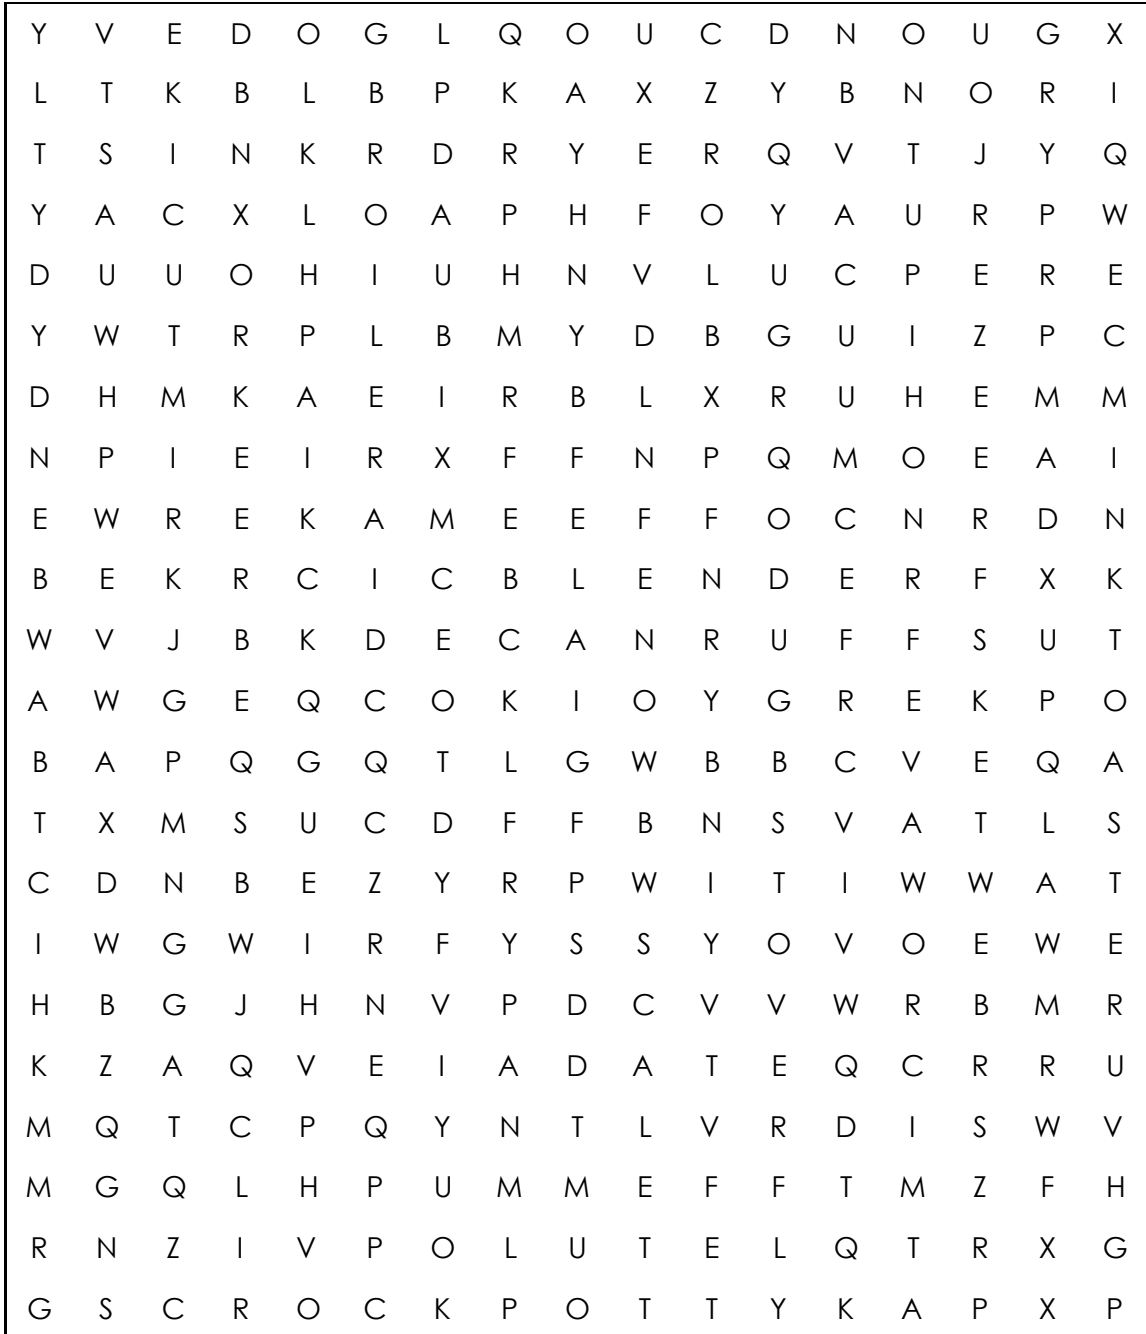 Y V E D O G L Q O U C D N O U G X
L T K B L B P K A X Z Y B N O R I
T S I N K R D R Y E R Q V T J Y Q
Y A C X L O A P H F O Y A U R P W
D U U O H I U H N V L U C P E R E
Y W T R P L B M Y D B G U I Z P C
D H M K A E I R B L X R U H E M M
N P I E I R X F F N P Q M O E A I
E W R E K A M E E F F O C N R D N
B E K R C I C B L E N D E R F X K
W V J B K D E C A N R U F F S U T
A W G E Q C O K I O Y G R E K P O
B A P Q G Q T L G W B B C V E Q A
T X M S U C D F F B N S V A T L S
C D N B E Z Y R P W I T I W W A T
I W G W I R F Y S S Y O V O E W E
H B G J H N V P D C V V W R B M R
K Z A Q V E I A D A T E Q C R R U
M Q T C P Q Y N T L V R D I S W V
M G Q L H P U M M E F F T M Z F H
R N Z I V P O L U T E L Q T R X G
G S C R O C K P O T T Y K A P X P